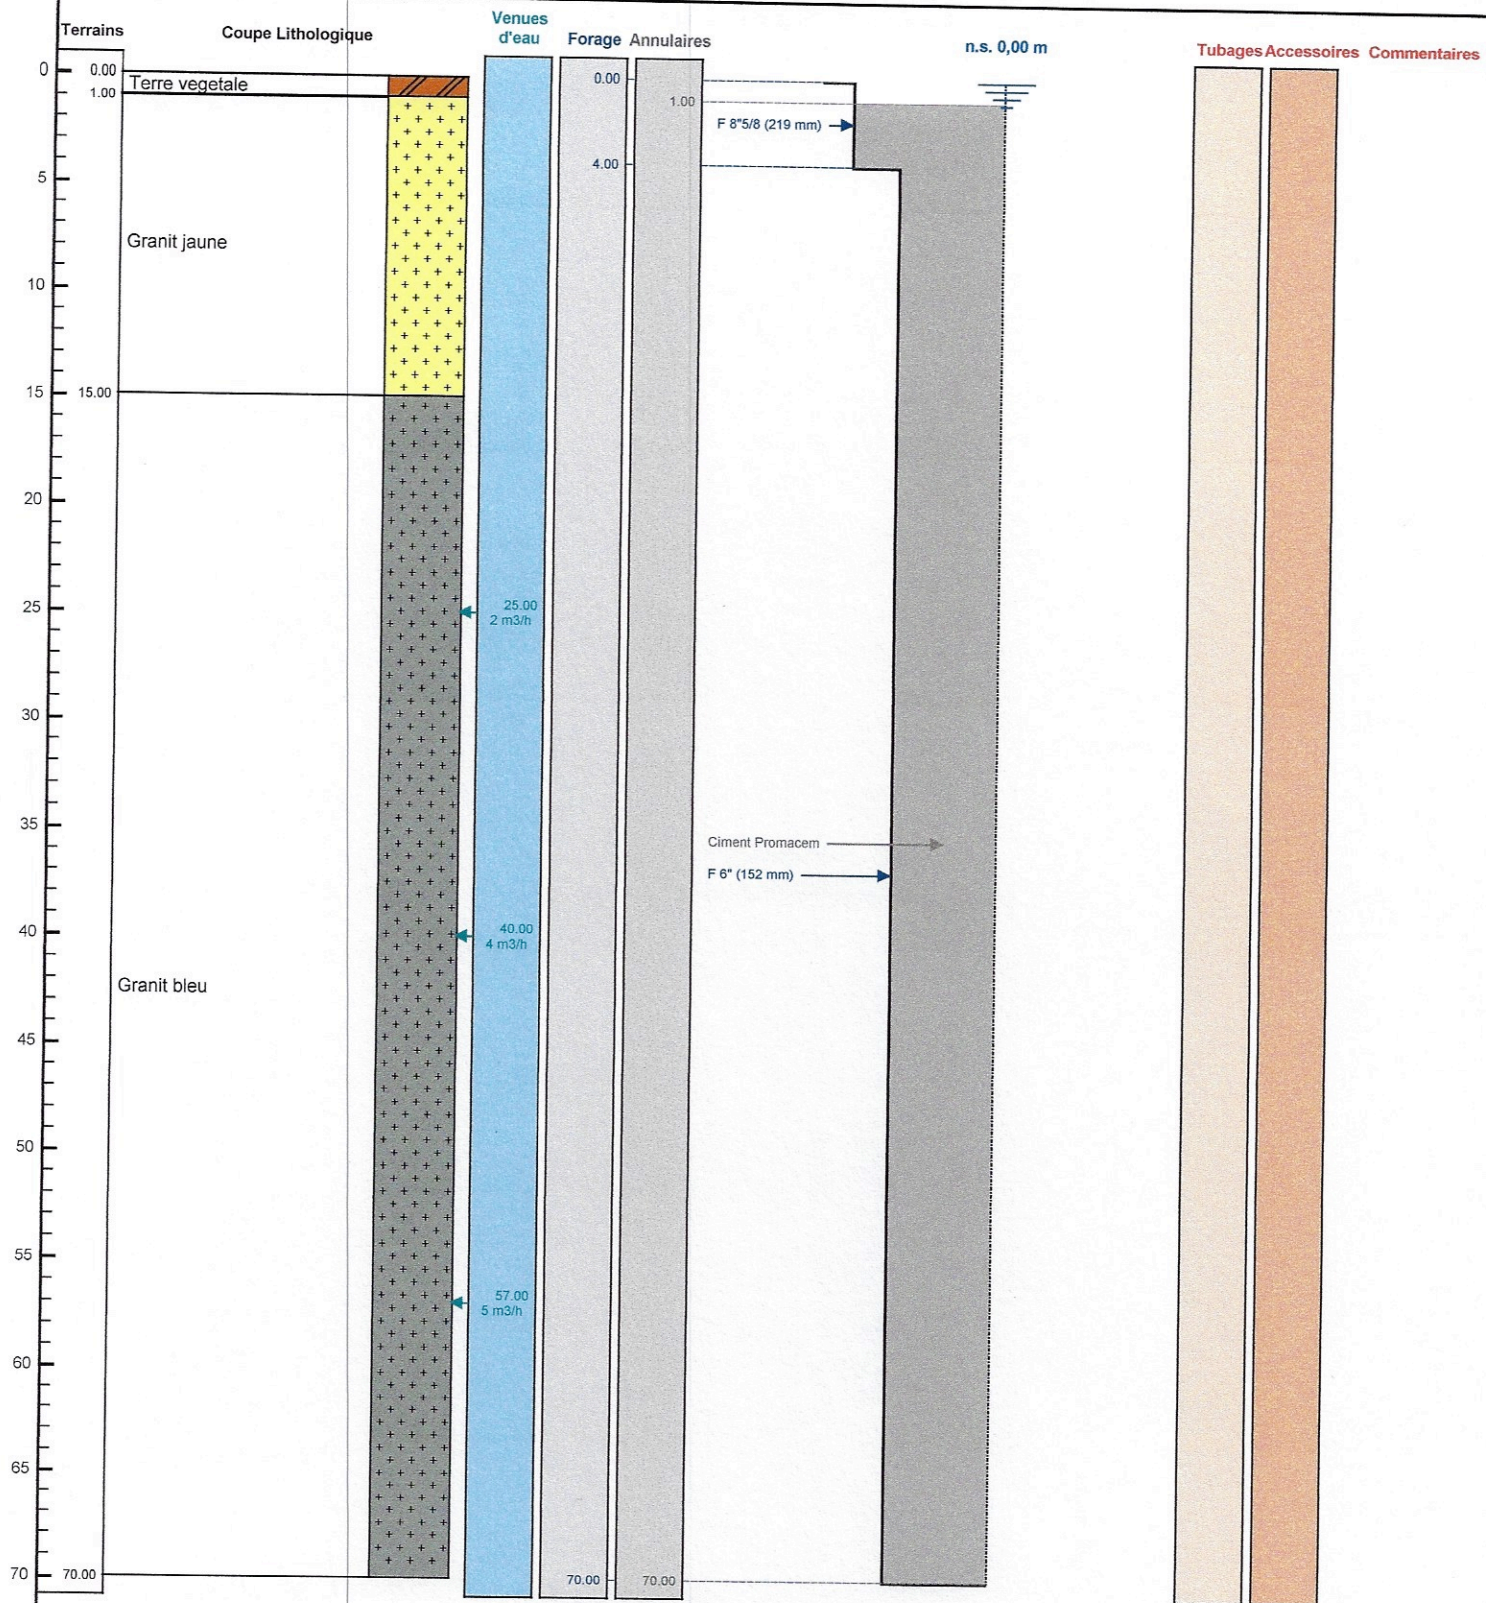 Terrains
Coupe Lithologique
Venues
d'eau
Forage
Annulaires
n.s. 0,00 m
Tubages
Accessoires
Commentaires
0
0.00
Terre vegetale
1.00
0.00
1.00
F 8"5/8 (219 mm)
4.00
5
Granit jaune
10
15
15.00
20
25
25.00
2 m3/h
30
35
Ciment Promacem
F 6" (152 mm)
40
40.00
4 m3/h
Granit bleu
45
50
55
57.00
5 m3/h
60
65
70
70.00
70.00
70.00